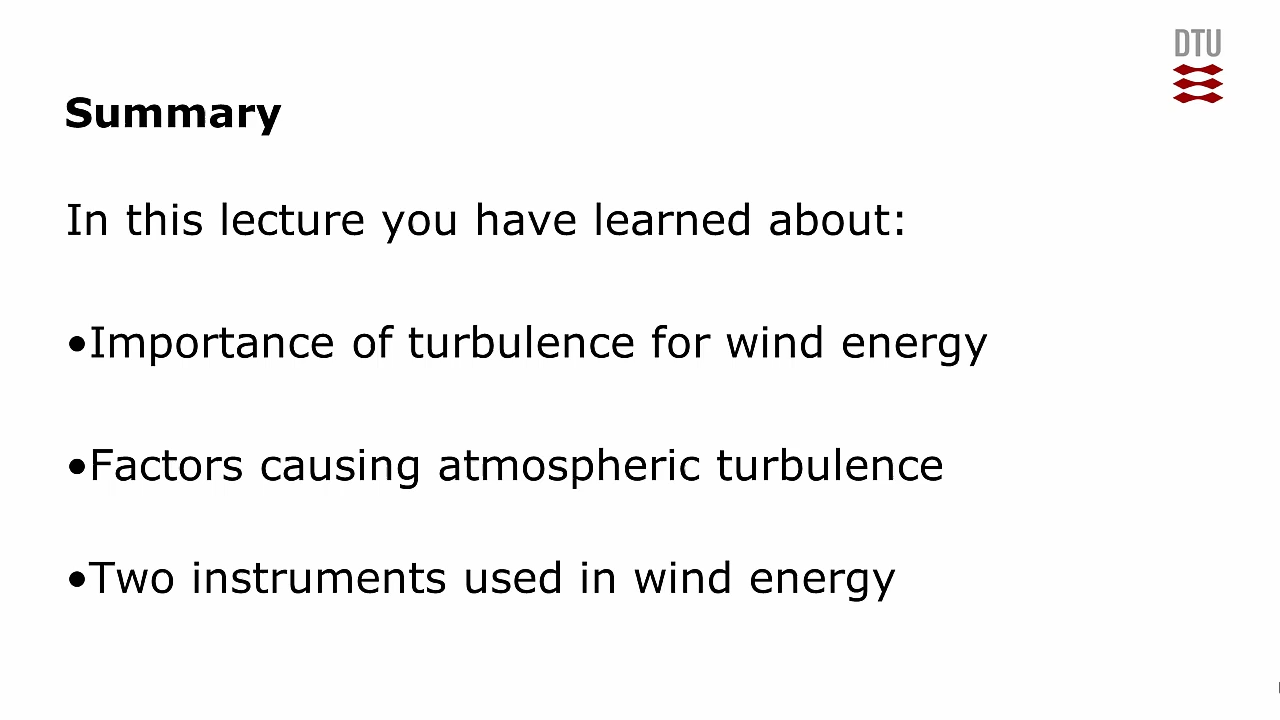 DTU
Summary
In this lecture you have learned about:
•Importance of turbulence for wind energy
•Factors causing atmospheric turbulence
•Two instruments used in wind energy